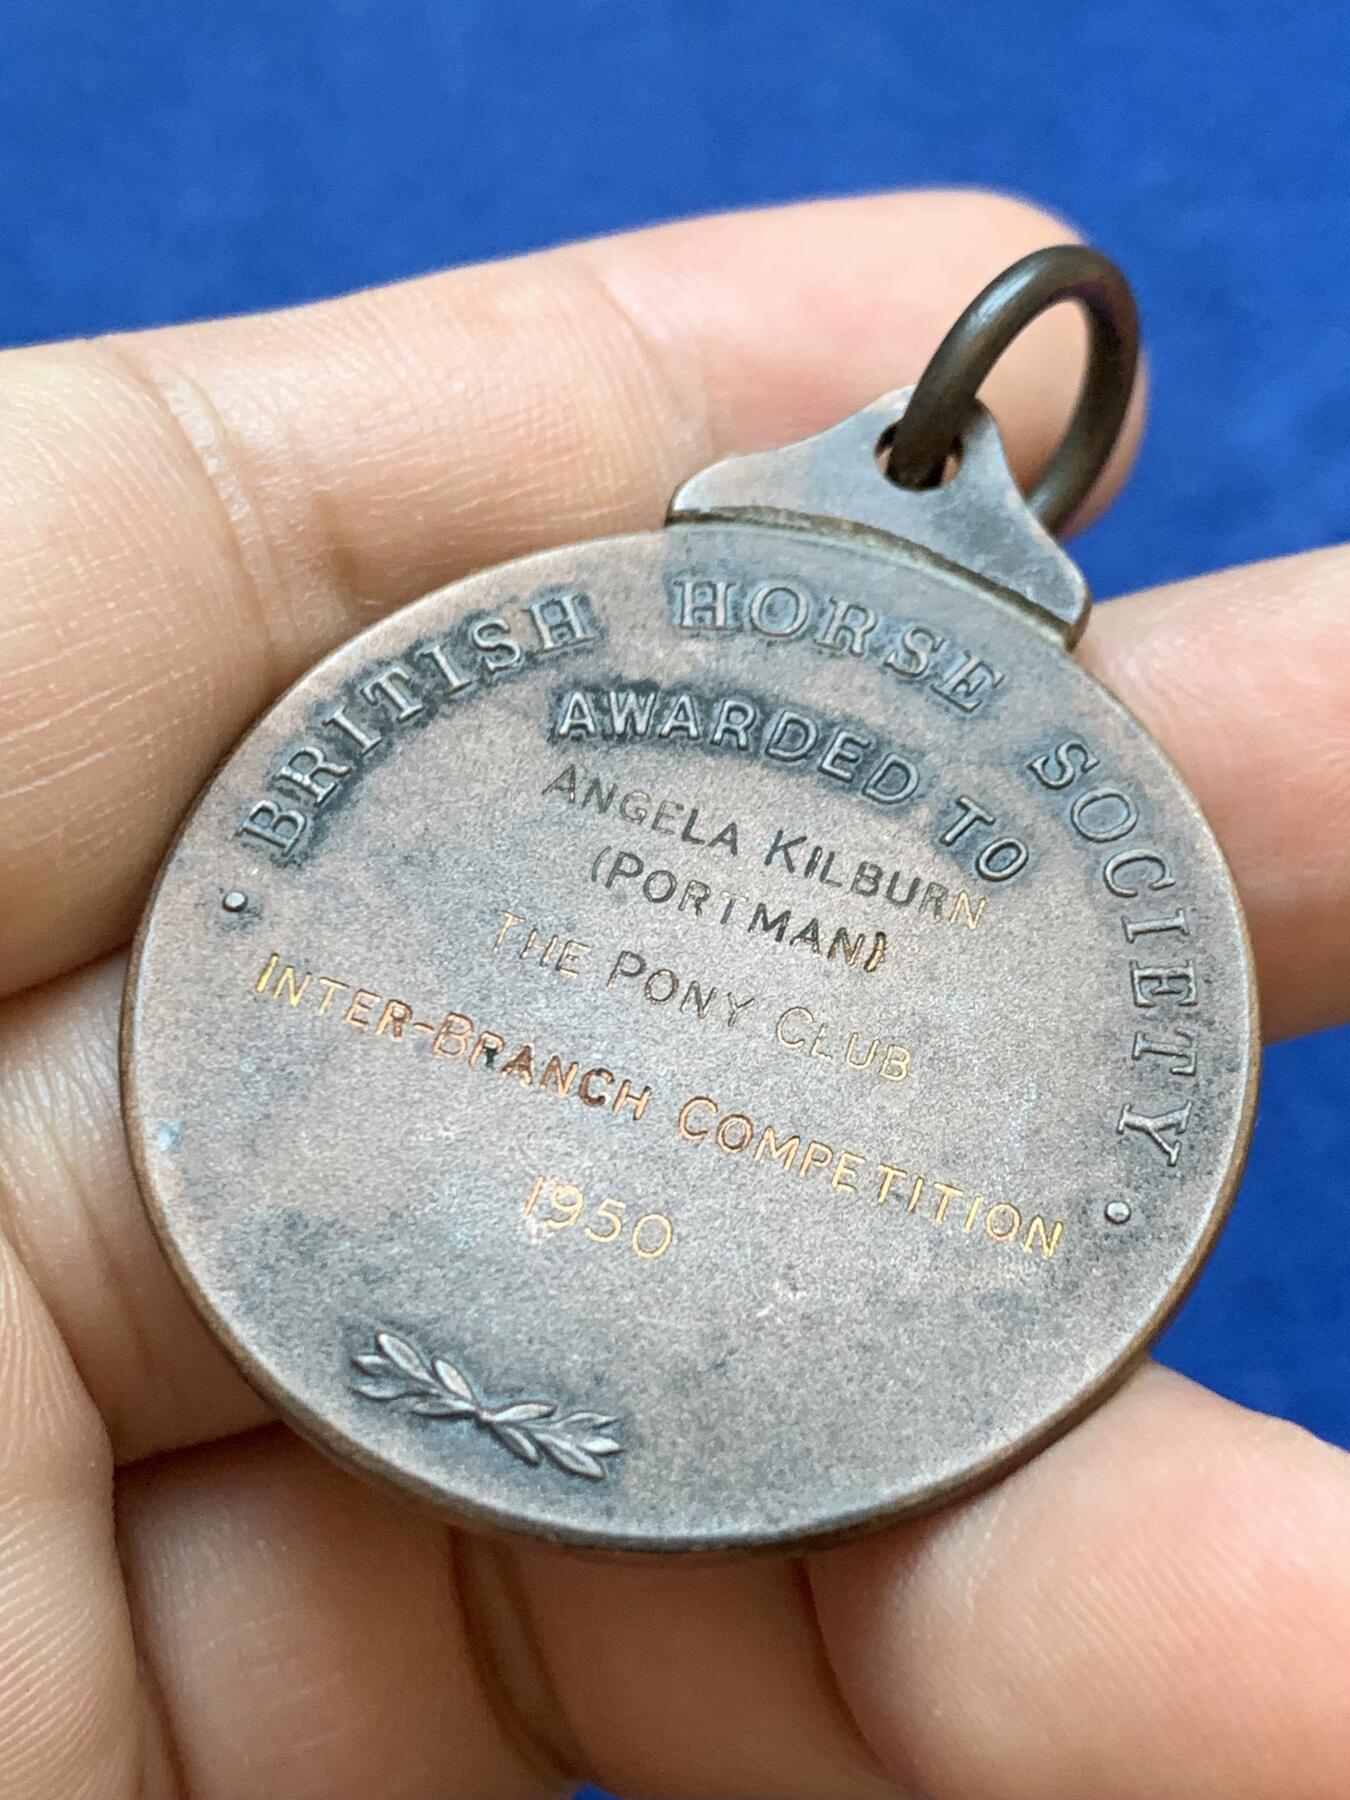 BRITISH HORSE SOCIETY
AWARDED TO
ANGELA KILBURN
(PORTMAN)
THE PONY CLUB
INTER-BRANCH COMPETITION
1950